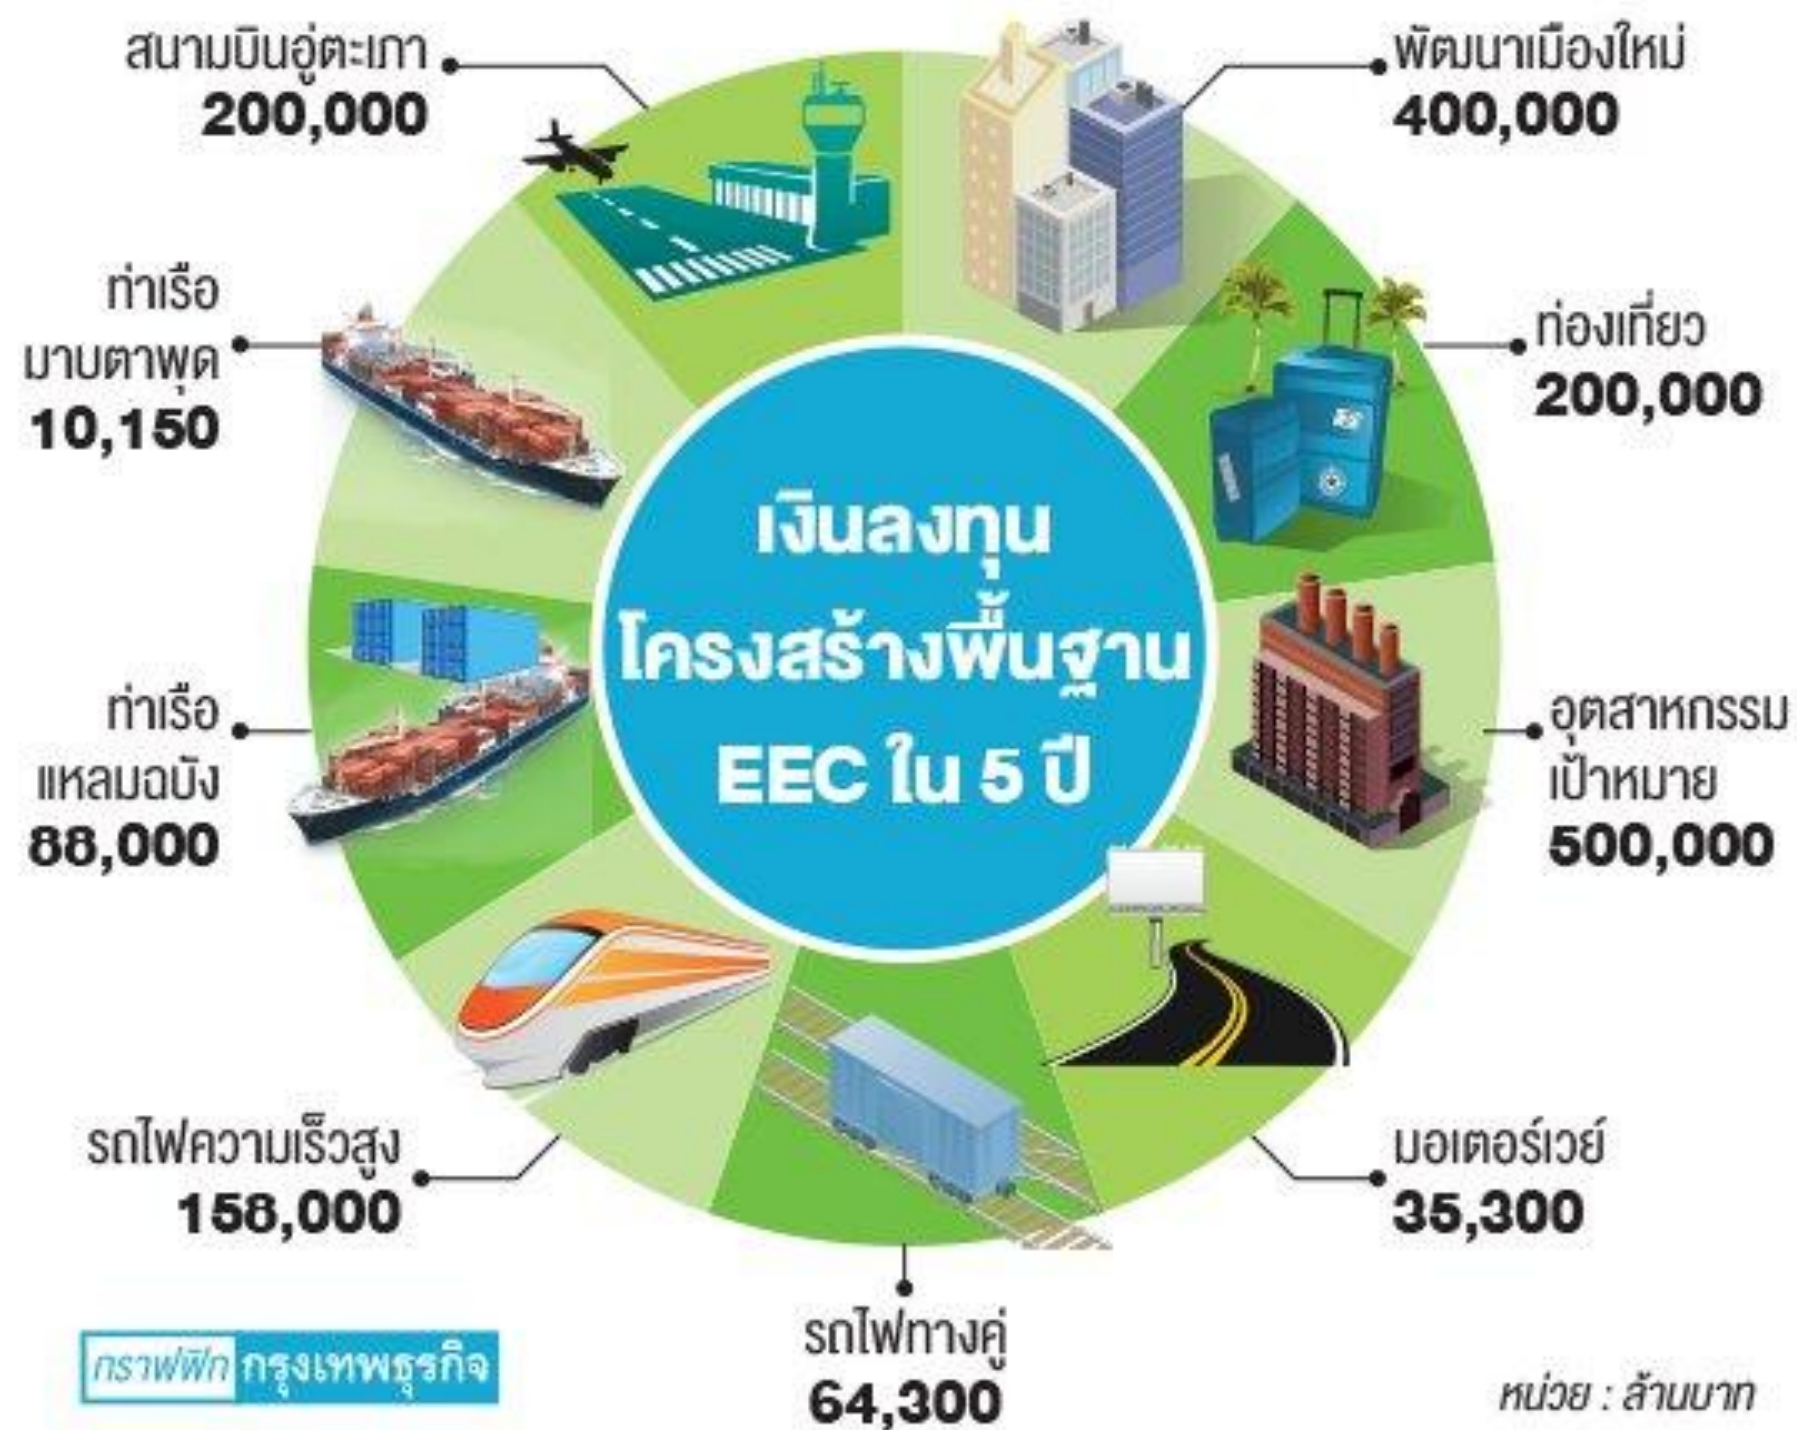 สนามบินอู่ตะเภา
200,000
พัฒนาเมืองใหม่
400,000
ท่าเรือ
มาบตาพุด
10,150
ท่องเที่ยว
200,000
เงินลงทุน
โครงสร้างพื้นฐาน
EEC ใน 5 ปี
ท่าเรือ
แหลมฉบัง
88,000
อุตสาหกรรม
เป้าหมาย
500,000
รถไฟความเร็วสูง
158,000
มอเตอร์เวย์
35,300
รถไฟทางคู่
64,300
กราฟฟิก กรุงเทพธุรกิจ
หน่วย : ล้านบาท